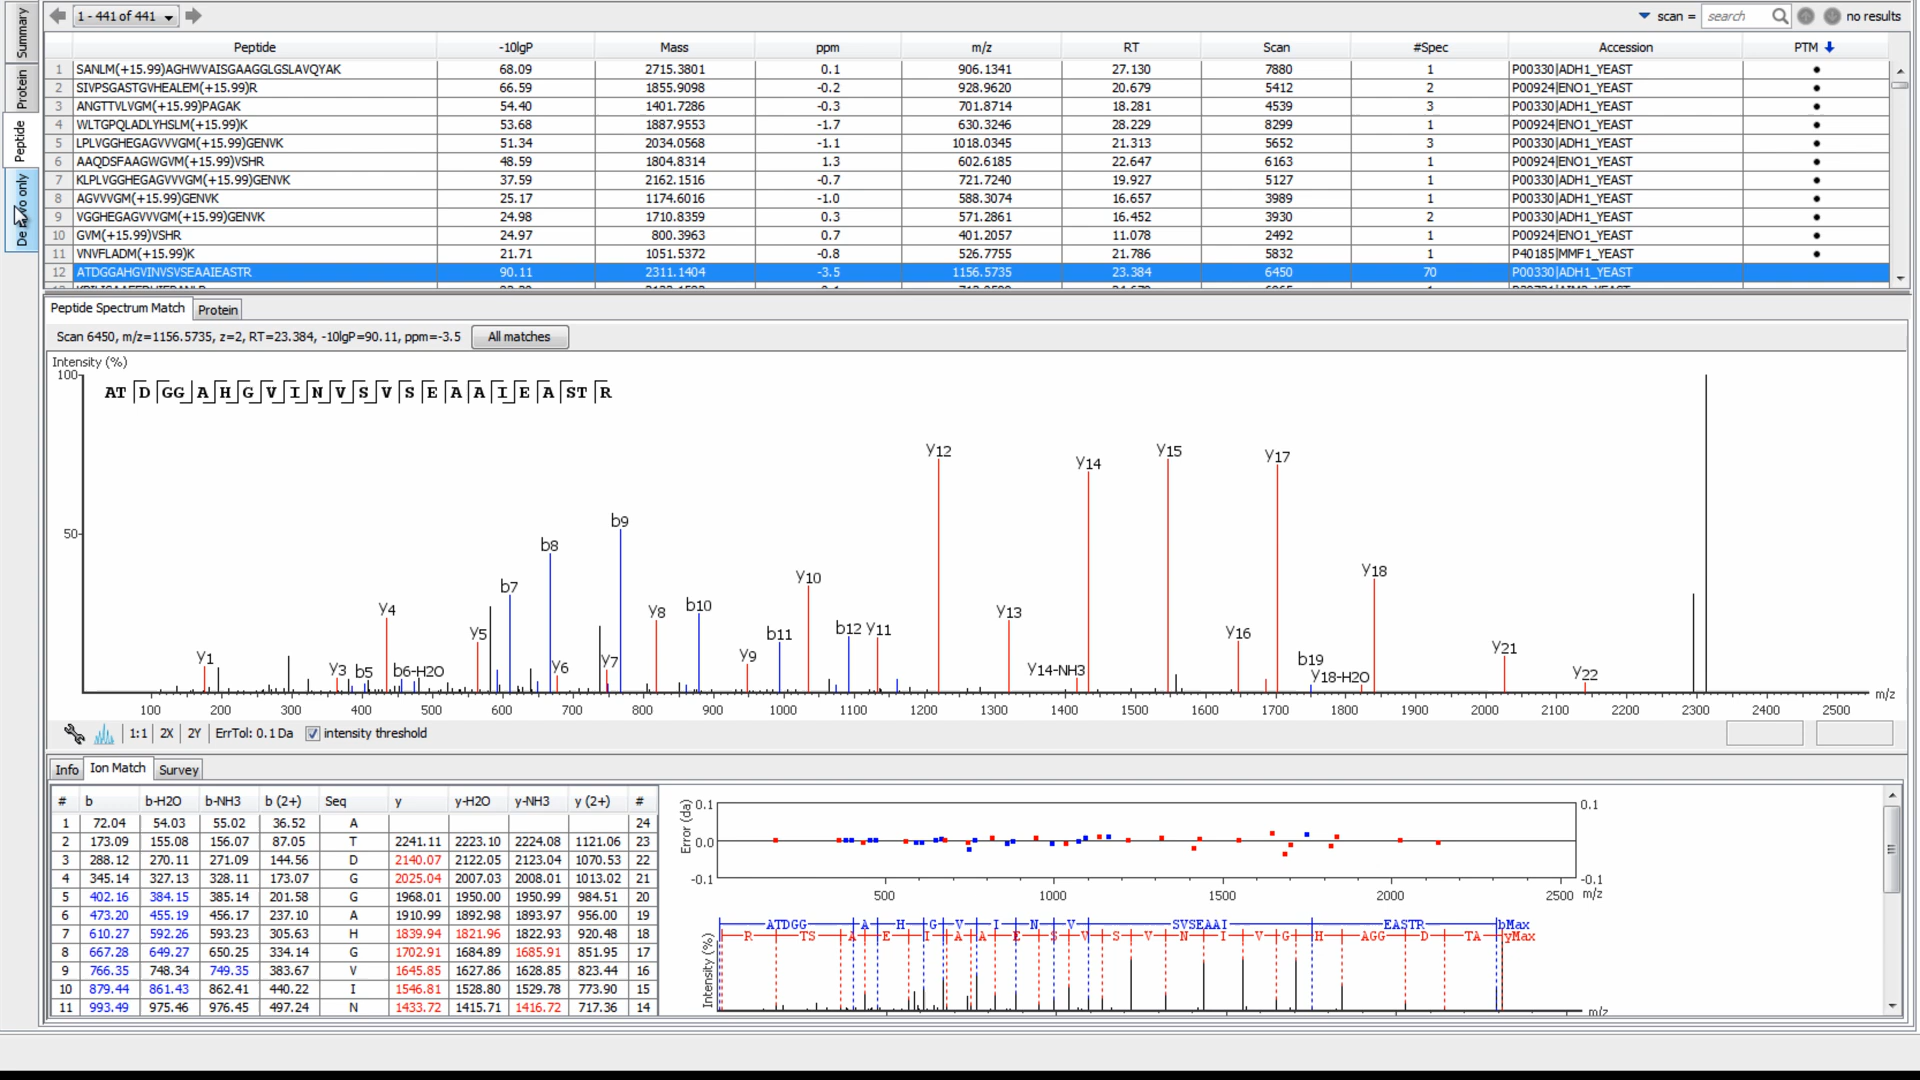 Summary
Protein
Peptide
De vo only
1 - 441 of 441
scan = search no results
Peptide -10lgP Mass ppm m/z RT Scan #Spec Accession PTM
1 SANLM(+15.99)AGHWVAISGAAGGLGSLAVQYAK 68.09 2715.3801 0.1 906.1341 27.130 7880 1 P00330|ADH1_YEAST ●
2 SIVPSGASTGVHEALEM(+15.99)R 66.59 1855.9098 -0.2 928.9620 20.679 5412 2 P00924|ENO1_YEAST ●
3 ANGTTVLVGM(+15.99)PAGAK 54.40 1401.7286 -0.3 701.8714 18.281 4539 3 P00330|ADH1_YEAST ●
4 WLTGPQLADLYHSLM(+15.99)K 53.68 1887.9553 -1.7 630.3246 28.229 8299 1 P00924|ENO1_YEAST ●
5 LPLVGGHEGAGVVVGM(+15.99)GENVK 51.34 2034.0568 -1.1 1018.0345 21.313 5652 3 P00330|ADH1_YEAST ●
6 AAQDSFAAGWGVM(+15.99)VSHR 48.59 1804.8314 1.3 602.6185 22.647 6163 1 P00924|ENO1_YEAST ●
7 KLPLVGGHEGAGVVVGM(+15.99)GENVK 37.59 2162.1516 -0.7 721.7240 19.927 5127 1 P00330|ADH1_YEAST ●
8 AGVVVGM(+15.99)GENVK 25.17 1174.6016 -1.0 588.3074 16.657 3989 1 P00330|ADH1_YEAST ●
9 VGGHEGAGVVVGM(+15.99)GENVK 24.98 1710.8359 0.3 571.2861 16.452 3930 2 P00330|ADH1_YEAST ●
10 GVM(+15.99)VSHR 24.97 800.3963 0.7 401.2057 11.078 2492 1 P00924|ENO1_YEAST ●
11 VNVFLADM(+15.99)K 21.71 1051.5372 -0.8 526.7755 21.786 5832 1 P40185|MMF1_YEAST ●
12 ATDGGAHGVINVSVSEAAIEASTR 90.11 2311.1404 -3.5 1156.5735 23.384 6450 70 P00330|ADH1_YEAST
Peptide Spectrum Match Protein
Scan 6450, m/z=1156.5735, z=2, RT=23.384, -10lgP=90.11, ppm=-3.5 All matches
Intensity (%)
100
AT D GG A H G V I N V S V S E A A I E A ST R
y12 y15
y17
y14
50
b9
b8
y18
y10
b7
b10
y4 y8 y13
b12 y11
y5 b11 y16
y21
y1 y9 b19
y7
y3 b5 b6-H2O y6 y14-NH3 y18-H2O y22
m/z
100 200 300 400 500 600 700 800 900 1000 1100 1200 1300 1400 1500 1600 1700 1800 1900 2000 2100 2200 2300 2400 2500
1:1 2X 2Y ErrTol: 0.1 Da intensity threshold
Info Ion Match Survey
# b b-H2O b-NH3 b (2+) Seq y y-H2O y-NH3 y (2+) #
1 72.04 54.03 55.02 36.52 A 24
2 173.09 155.08 156.07 87.05 T 2241.11 2223.10 2224.08 1121.06 23
3 288.12 270.11 271.09 144.56 D 2140.07 2122.05 2123.04 1070.53 22
4 345.14 327.13 328.11 173.07 G 2025.04 2007.03 2008.01 1013.02 21
5 402.16 384.15 385.14 201.58 G 1968.01 1950.00 1950.99 984.51 20
6 473.20 455.19 456.17 237.10 A 1910.99 1892.98 1893.97 956.00 19
7 610.27 592.26 593.23 305.63 H 1839.94 1821.96 1822.93 920.48 18
8 667.28 649.27 650.25 334.14 G 1702.91 1684.89 1685.91 851.95 17
9 766.35 748.34 749.35 383.67 V 1645.85 1627.86 1628.85 823.44 16
10 879.44 861.43 862.41 440.22 I 1546.81 1528.80 1529.78 773.90 15
11 993.49 975.46 976.45 497.24 N 1433.72 1415.71 1416.72 717.36 14
Error (da)
0.1 0.1
0.0
-0.1 -0.1
500 1000 1500 2000 2500 m/z
Intensity (%)
ATDGG A H G V I N V SVSEAAI EASTR bMax
R TS A E I A A E S V S V N I V G H AGG D TA yMax
500 1000 1500 2000 2500 m/z